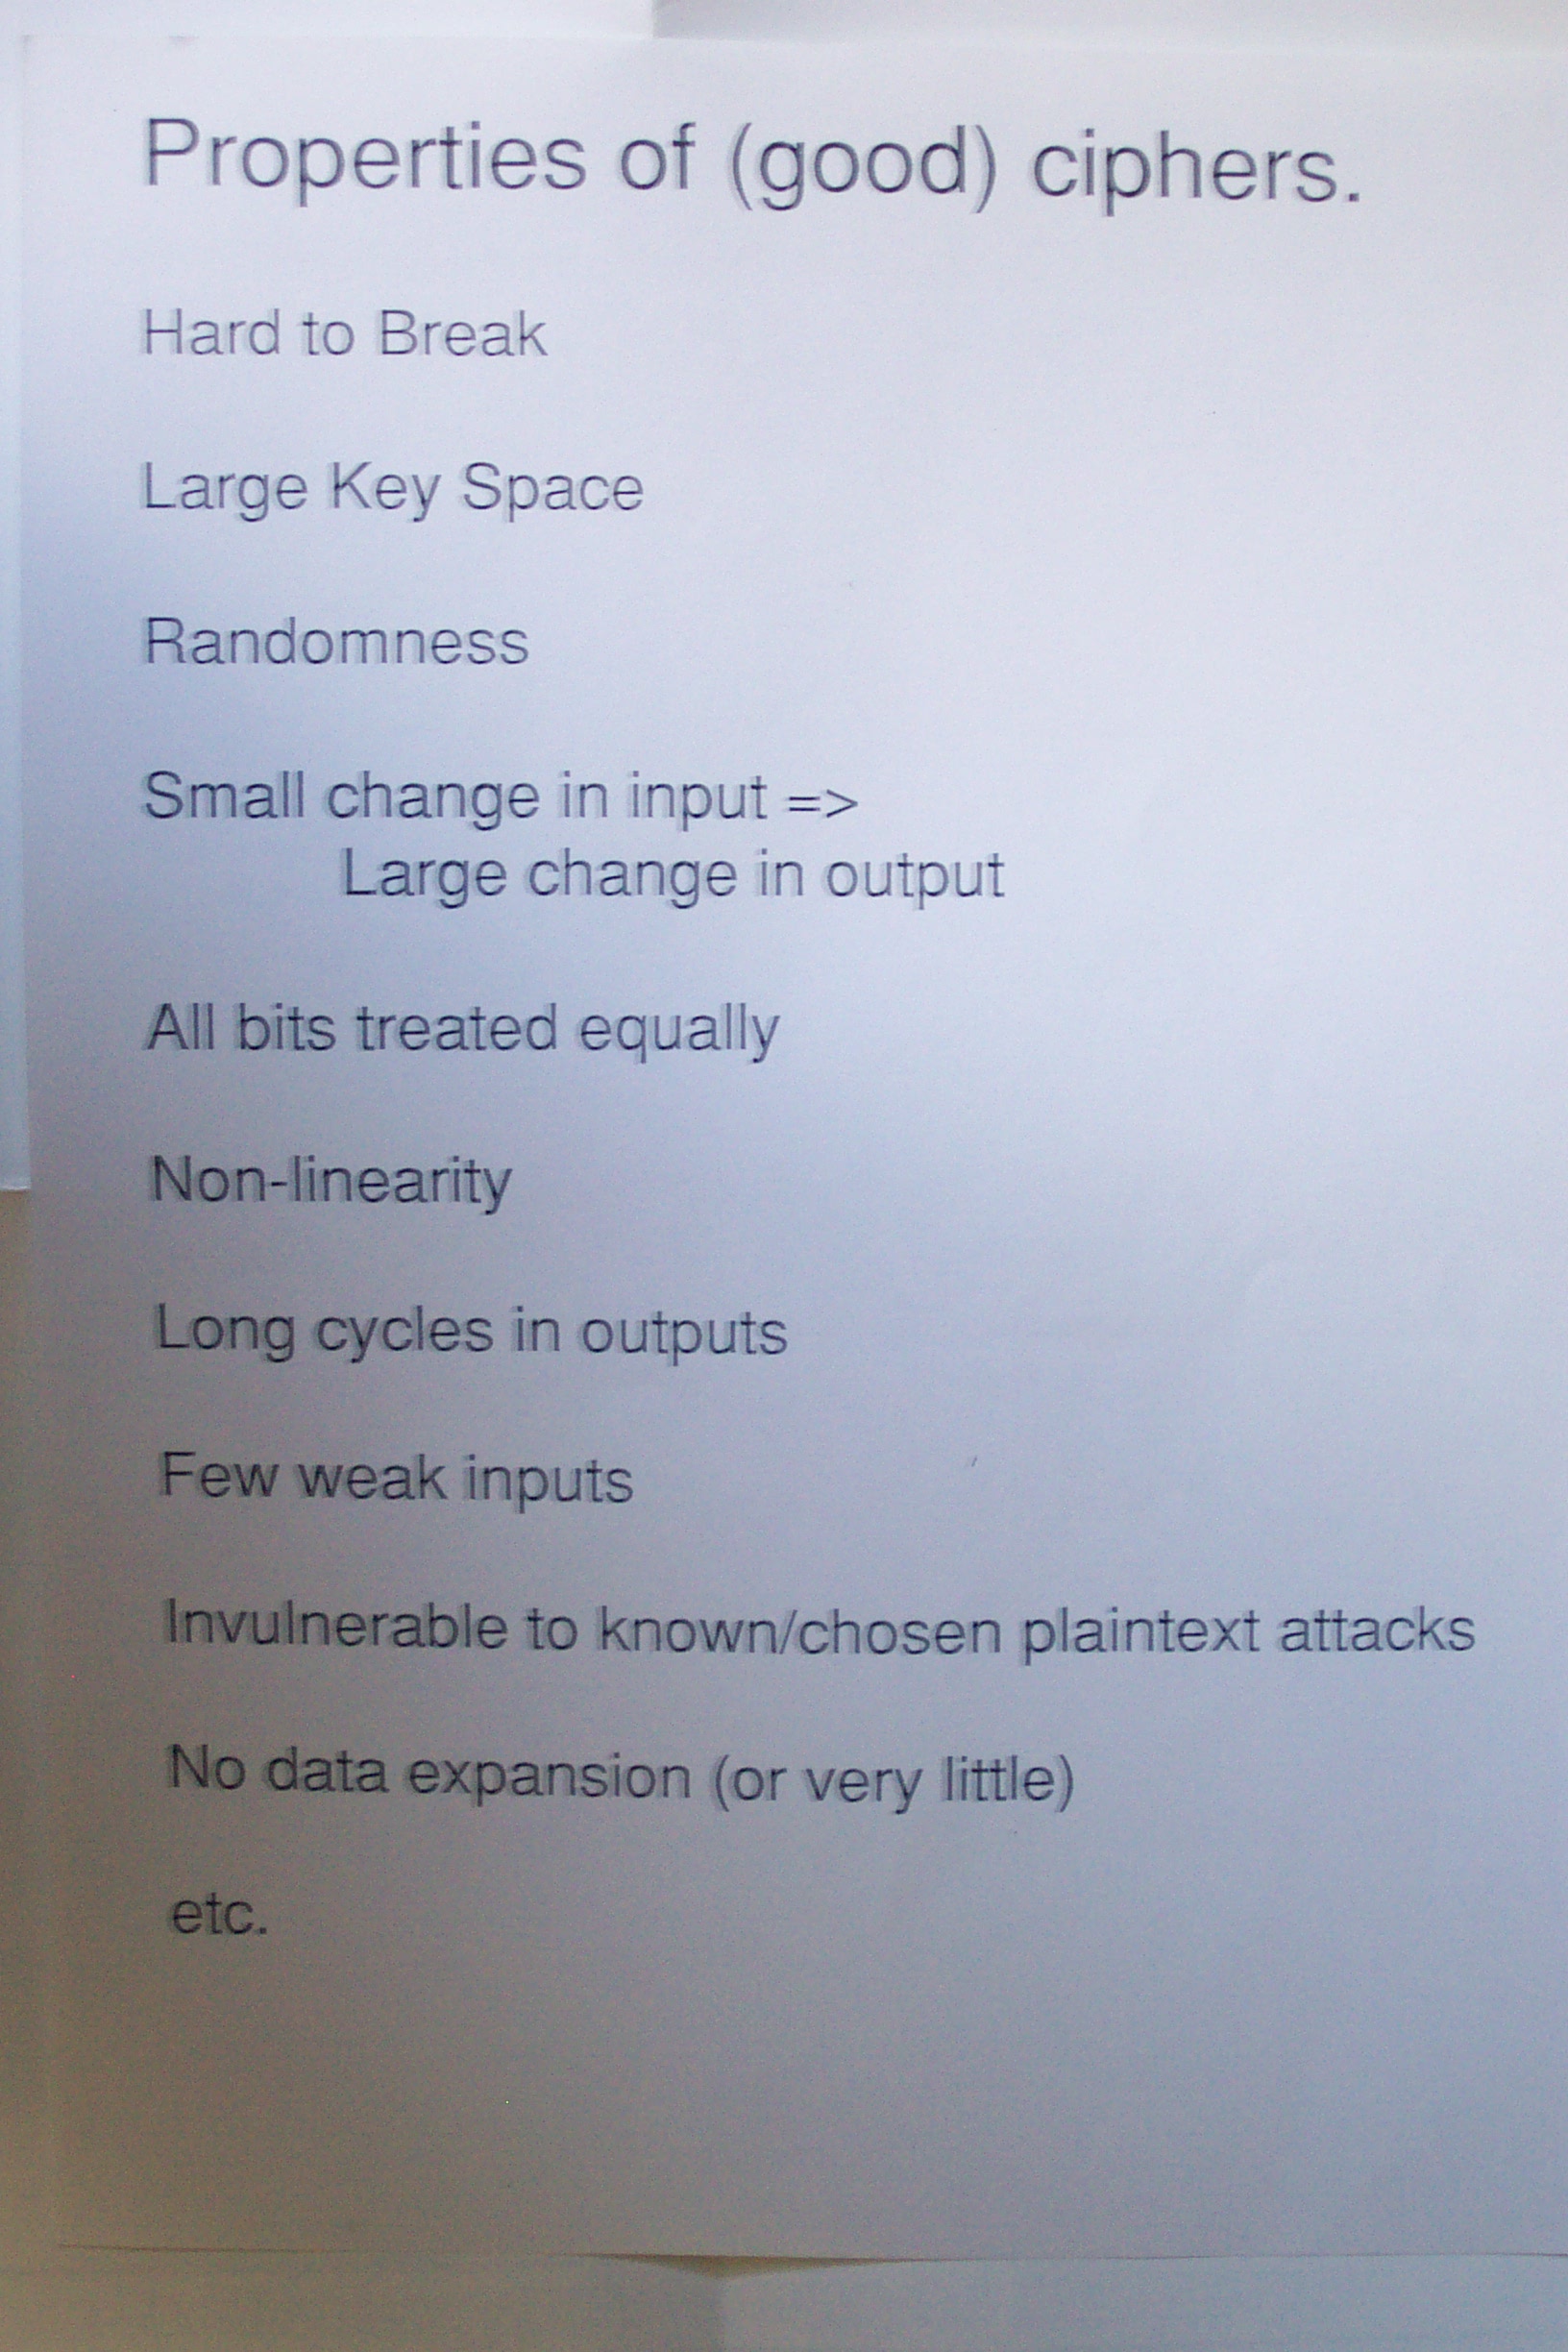 Properties of (good) ciphers.
Hard to Break
Large Key Space
Randomness
Small change in input =>
Large change in output
All bits treated equally
Non-linearity
Long cycles in outputs
Few weak inputs
Invulnerable to known/chosen plaintext attacks
No data expansion (or very little)
etc.